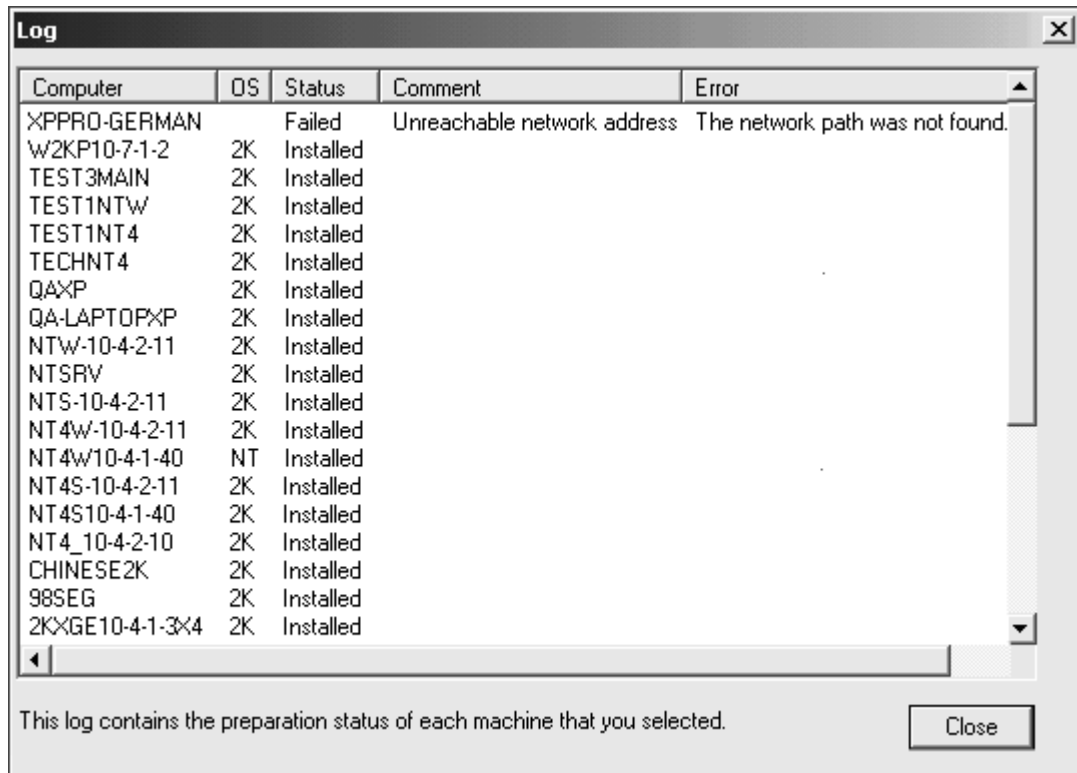 Log
Computer OS Status Comment Error
XPPRO-GERMAN Failed Unreachable network address The network path was not found.
W2KP10-7-1-2 2K Installed
TEST3MAIN 2K Installed
TEST1NTW 2K Installed
TEST1NT4 2K Installed
TECHNT4 2K Installed
QAXP 2K Installed
QA-LAPTOPXP 2K Installed
NTW-10-4-2-11 2K Installed
NTSRV 2K Installed
NTS-10-4-2-11 2K Installed
NT4W-10-4-2-11 2K Installed
NT4W10-4-1-40 NT Installed
NT4S-10-4-2-11 2K Installed
NT4S10-4-1-40 2K Installed
NT4_10-4-2-10 2K Installed
CHINESE2K 2K Installed
98SEG 2K Installed
2KXGE10-4-1-3X4 2K Installed
This log contains the preparation status of each machine that you selected.
Close